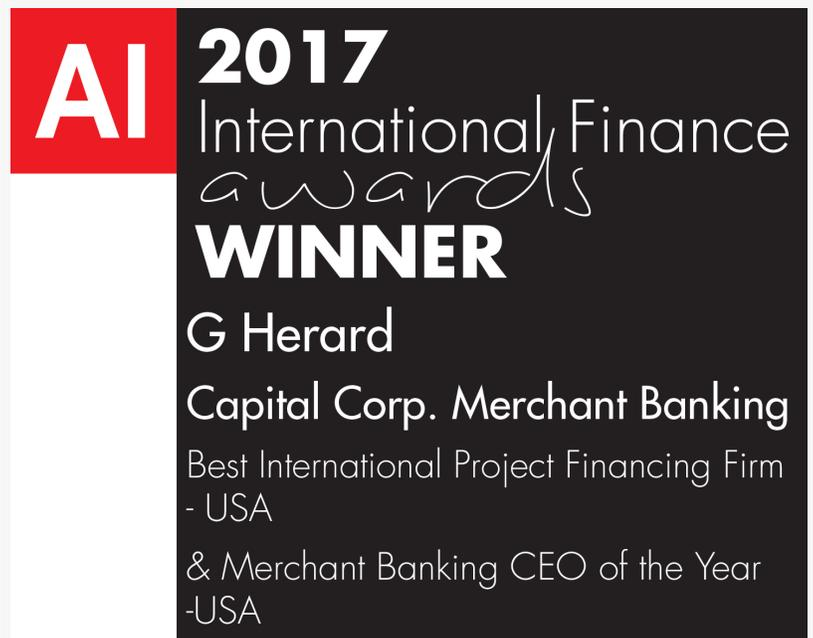 AI
2017
International Finance
awards
WINNER
G Herard
Capital Corp. Merchant Banking
Best International Project Financing Firm
- USA
& Merchant Banking CEO of the Year
-USA